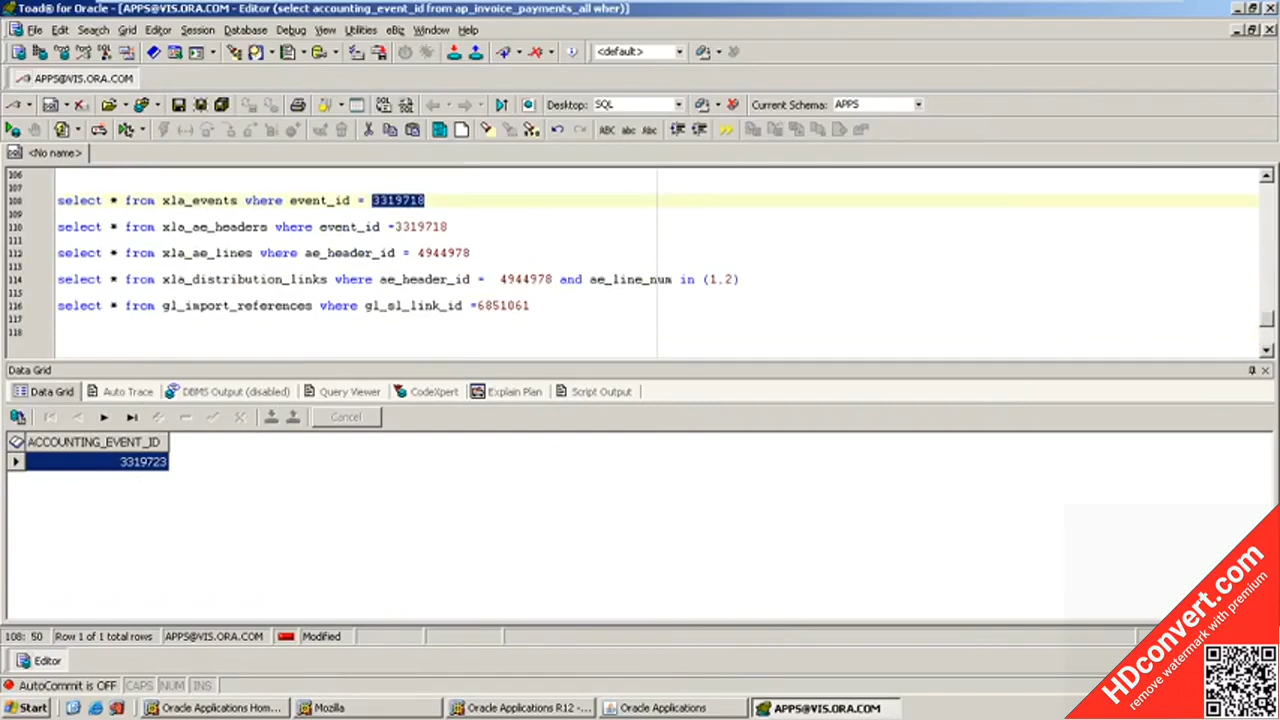 Toad® for Oracle - [APPS@VIS.ORA.COM - Editor (select accounting_event_id from ap_invoice_payments_all wher)]
File Edit Search Grid Editor Session Database Debug View Utilities eBiz Window Help
<default>
APPS@VIS.ORA.COM
Desktop: SQL Current Schema: APPS
<No name>
106
107
108 select * from xla_events where event_id = 3319718
109
110 select * from xla_ae_headers where event_id =3319718
111
112 select * from xla_ae_lines where ae_header_id = 4944978
113
114 select * from xla_distribution_links where ae_header_id = 4944978 and ae_line_num in (1,2)
115
116 select * from gl_import_references where gl_sl_link_id =6851061
117
118
Data Grid
Data Grid Auto Trace DBMS Output (disabled) Query Viewer CodeXpert Explain Plan Script Output
Cancel
ACCOUNTING_EVENT_ID
3319723
108: 50 Row 1 of 1 total rows APPS@VIS.ORA.COM Modified
Editor
AutoCommit is OFF CAPS NUM INS
Start Oracle Applications Hom... Mozilla Oracle Applications R12 -... Oracle Applications APPS@VIS.ORA.COM
HDconvert.com
remove watermark with premium